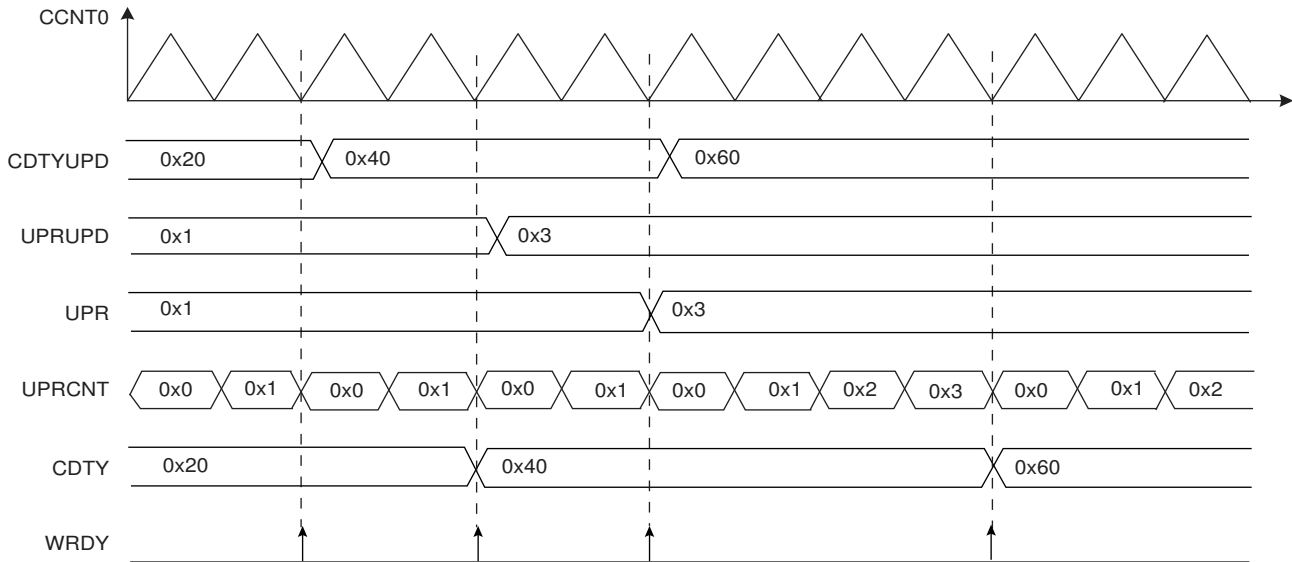 CCNT0
CDTYUPD 0x20 0x40 0x60
UPRUPD 0x1 0x3
UPR 0x1 0x3
UPRCNT 0x0 0x1 0x0 0x1 0x0 0x1 0x0 0x1 0x2 0x3 0x0 0x1 0x2
CDTY 0x20 0x40 0x60
WRDY